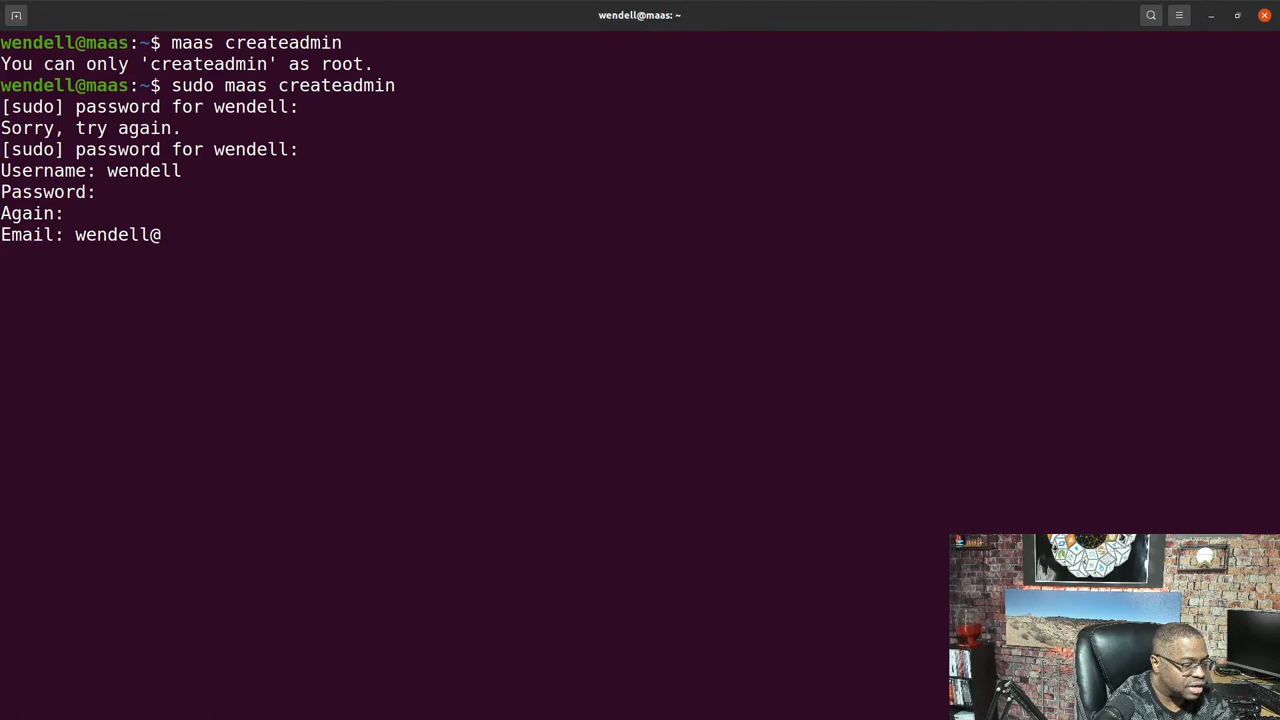 wendell@maas: ~
wendell@maas:~$ maas createadmin
You can only 'createadmin' as root.
wendell@maas:~$ sudo maas createadmin
[sudo] password for wendell:
Sorry, try again.
[sudo] password for wendell:
Username: wendell
Password:
Again:
Email: wendell@